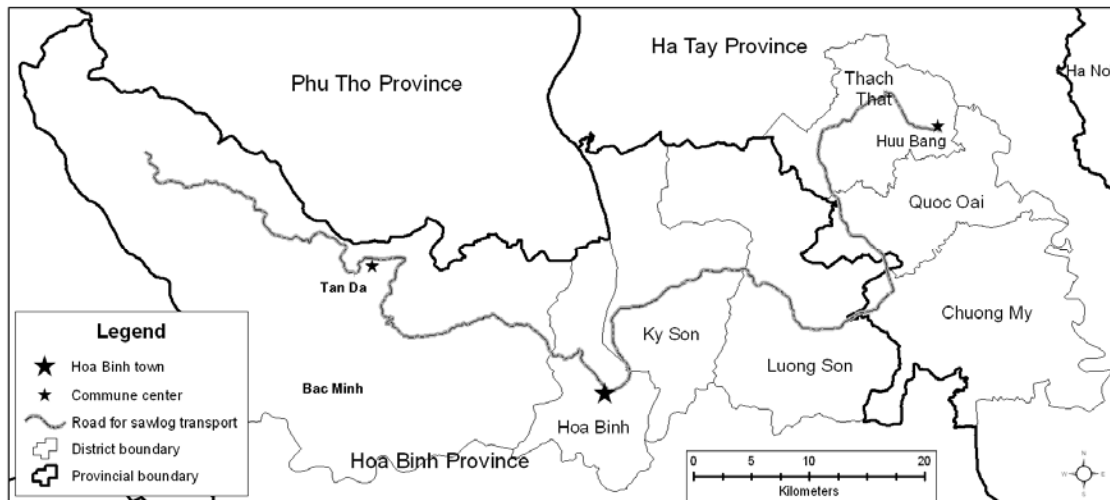 Ha Tay Province
Phu Tho Province
Thach
That
Ha No
Huu Bang
Quoc Oai
Tan Da
Chuong My
Ky Son
Luong Son
Bac Minh
Hoa Binh
Hoa Binh Province
Legend
Hoa Binh town
Commune center
Road for sawlog transport
District boundary
Provincial boundary
0 5 10 20
Kilometers
N
W E
S